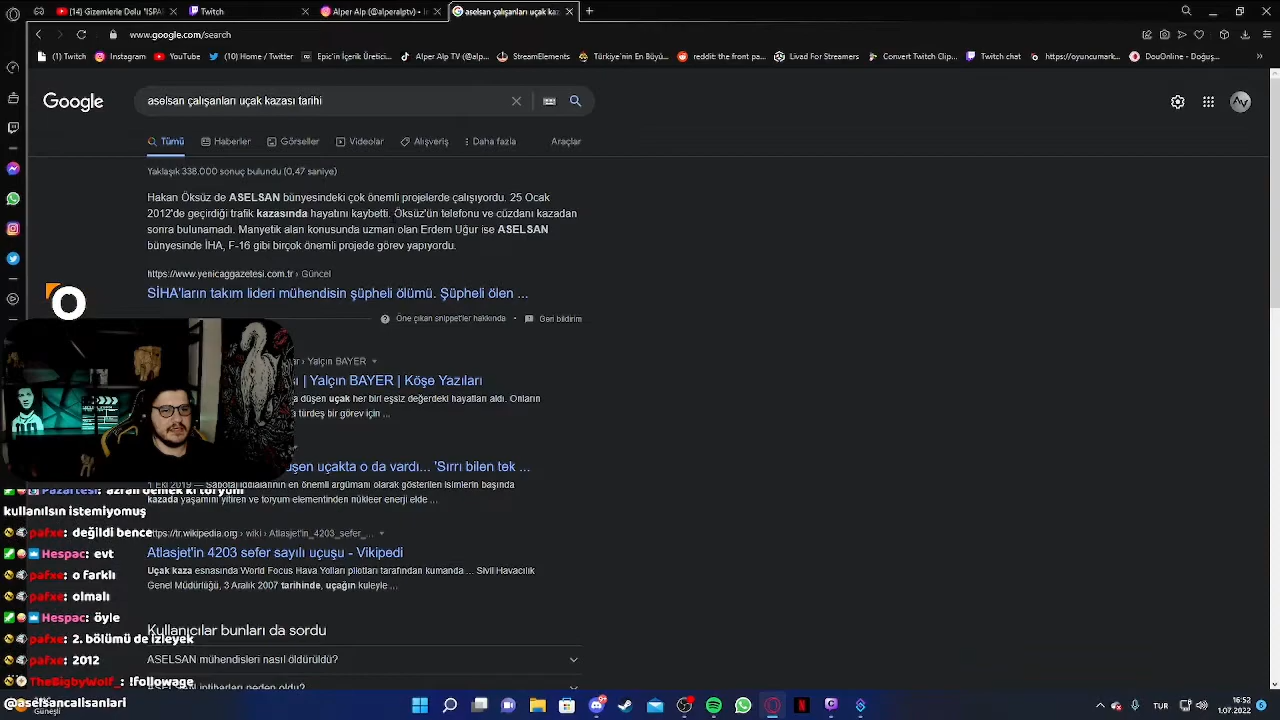 [14] Gizemlerle Dolu "ISPAR
Twitch
Alper Alp (@alperalptv) • In
aselsan çalışanları uçak kaz
www.google.com/search
(1) Twitch
Instagram
YouTube
(10) Home / Twitter
Epic'in İçerik Üretici...
Alper Alp TV (@alp...
StreamElements
Türkiye'nin En Büyü...
reddit: the front pa...
Livad For Streamers
Convert Twitch Clip...
Twitch chat
https://oyuncumark...
DouOnline - Doğuş...
Google
aselsan çalışanları uçak kazası tarihi
Tümü
Haberler
Görseller
Videolar
Alışveriş
Daha fazla
Araçlar
Yaklaşık 338.000 sonuç bulundu (0,47 saniye)
Hakan Öksüz de ASELSAN bünyesindeki çok önemli projelerde çalışıyordu. 25 Ocak
2012'de geçirdiği trafik kazasında hayatını kaybetti. Öksüz'ün telefonu ve cüzdanı kazadan
sonra bulunamadı. Manyetik alan konusunda uzman olan Erdem Uğur ise ASELSAN
bünyesinde İHA, F-16 gibi birçok önemli projede görev yapıyordu.
https://www.yenicaggazetesi.com.tr › Güncel
SİHA'ların takım lideri mühendisin şüpheli ölümü. Şüpheli ölen ...
Öne çıkan snippet'ler hakkında
Geri bildirim
› Yalçın BAYER
| Yalçın BAYER | Köşe Yazıları
düşen uçak her biri eşsiz değerdeki hayatları aldı. Onların
türdeş bir görev için ...
uçakta o da vardı... 'Sırrı bilen tek ...
1 Eki 2019 — Sabotaj iddialarının en önemli argümanı olarak gösterilen isimlerin başında
kazada yaşamını yitiren ve toryum elementinden nükleer enerji elde ...
kullanılsın istemiyomuş
pafxe: değildi bence
https://tr.wikipedia.org › wiki › Atlasjet'in_4203_sefer_...
Hespac: evt
Atlasjet'in 4203 sefer sayılı uçuşu - Vikipedi
pafxe: o farklı
Uçak kaza esnasında World Focus Hava Yolları pilotları tarafından kumanda ... Sivil Havacılık
Genel Müdürlüğü, 3 Aralık 2007 tarihinde, uçağın kuleyle ...
pafxe: olmalı
Hespac: öyle
Kullanıcılar bunları da sordu
pafxe: 2. bölümü de izleyek
pafxe: 2012
ASELSAN mühendisleri nasıl öldürüldü?
TheBigbyWolf_: !followage
@aselsancalisanlari
Güneşli
TUR
16:52
1.07.2022